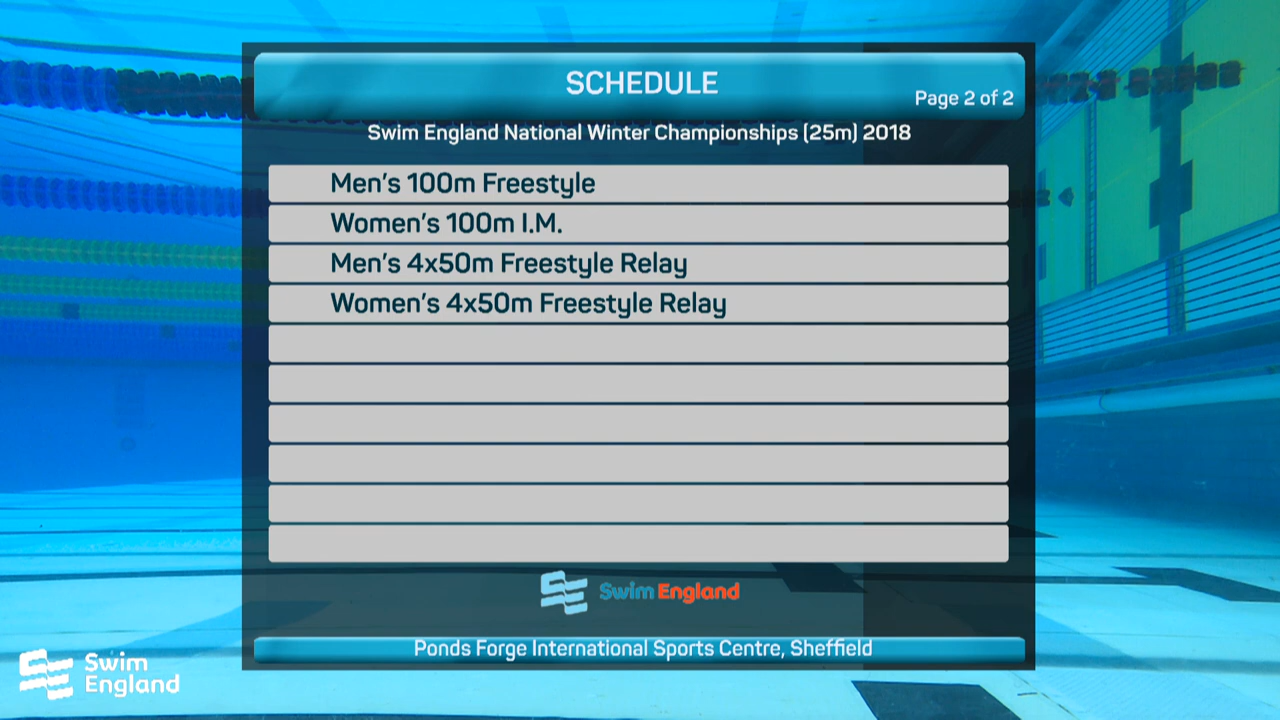 SCHEDULE
Page 2 of 2
Swim England National Winter Championships (25m) 2018
Men's 100m Freestyle
Women's 100m I.M.
Men's 4x50m Freestyle Relay
Women's 4x50m Freestyle Relay
Swim England
Ponds Forge International Sports Centre, Sheffield
Swim
England